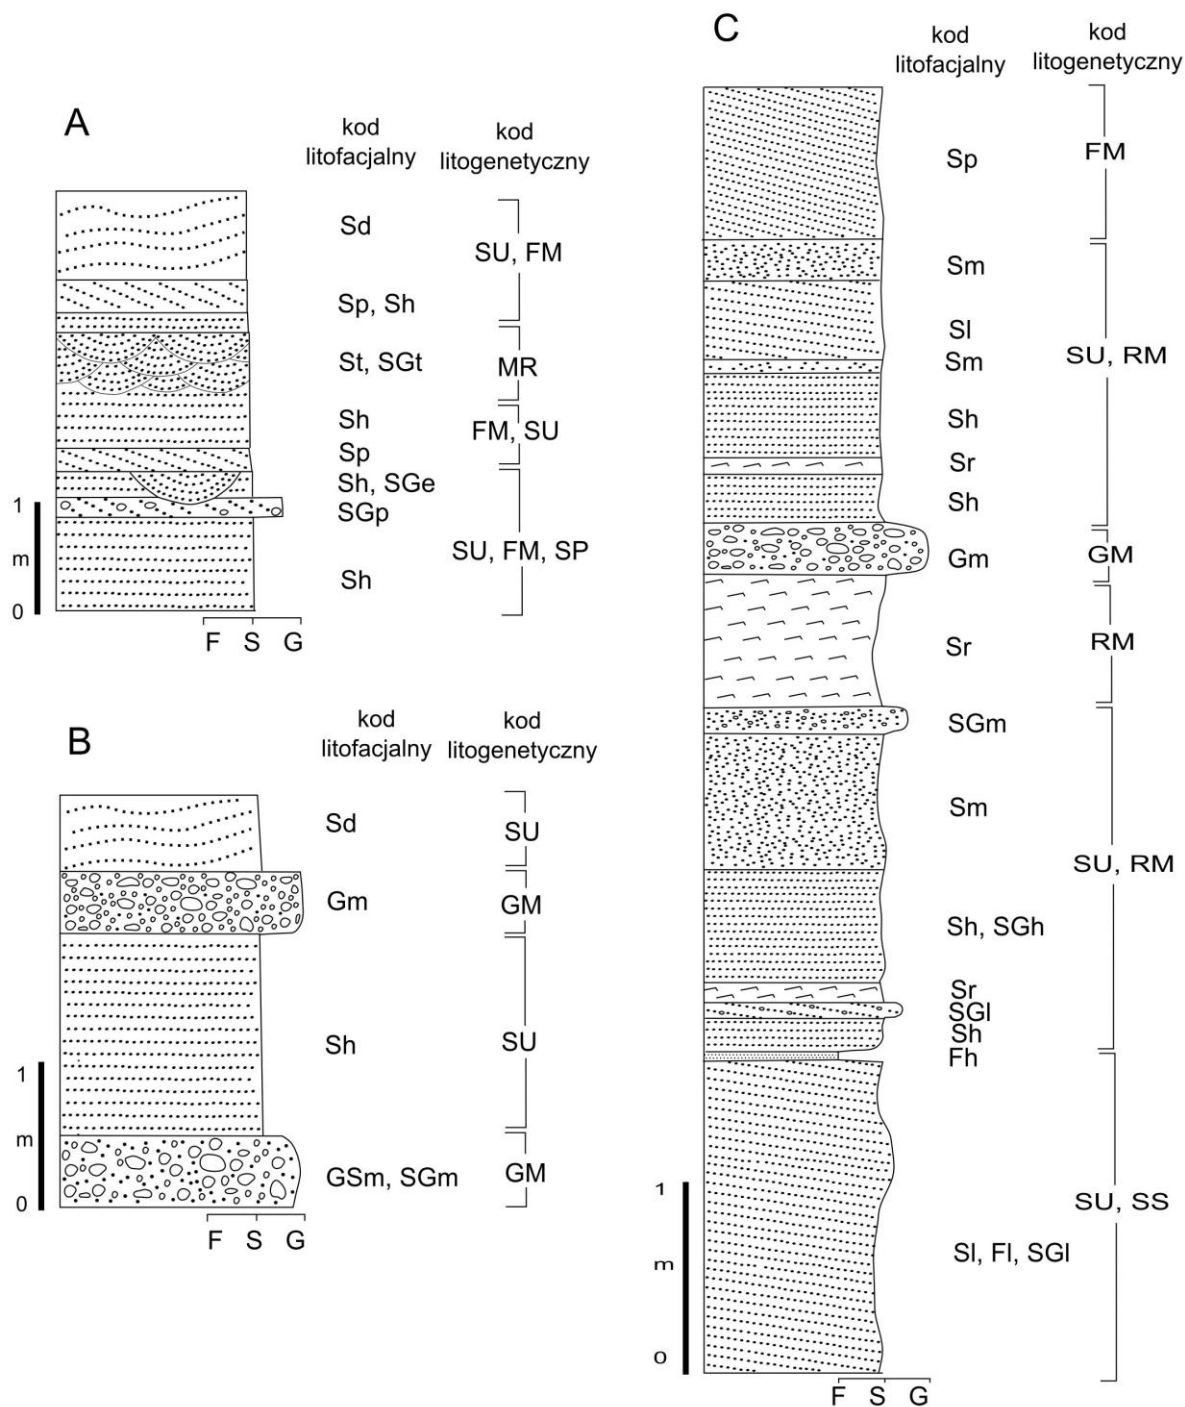 A
kod
litofacjalny
kod
litogenetyczny
Sd
SU, FM
Sp, Sh
St, SGt
MR
Sh
FM, SU
Sp
Sh, SGe
SGp
SU, FM, SP
Sh
1
m
0
F S G
B
kod
litofacjalny
kod
litogenetyczny
Sd
SU
Gm
GM
Sh
SU
GSm, SGm
GM
1
m
0
F S G
C
kod
litofacjalny
kod
litogenetyczny
Sp
FM
Sm
Sl
SU, RM
Sm
Sh
Sr
Sh
Gm
GM
Sr
RM
SGm
Sm
SU, RM
Sh, SGh
Sr
SGl
Sh
Fh
SU, SS
Sl, Fl, SGl
1
m
0
F S G